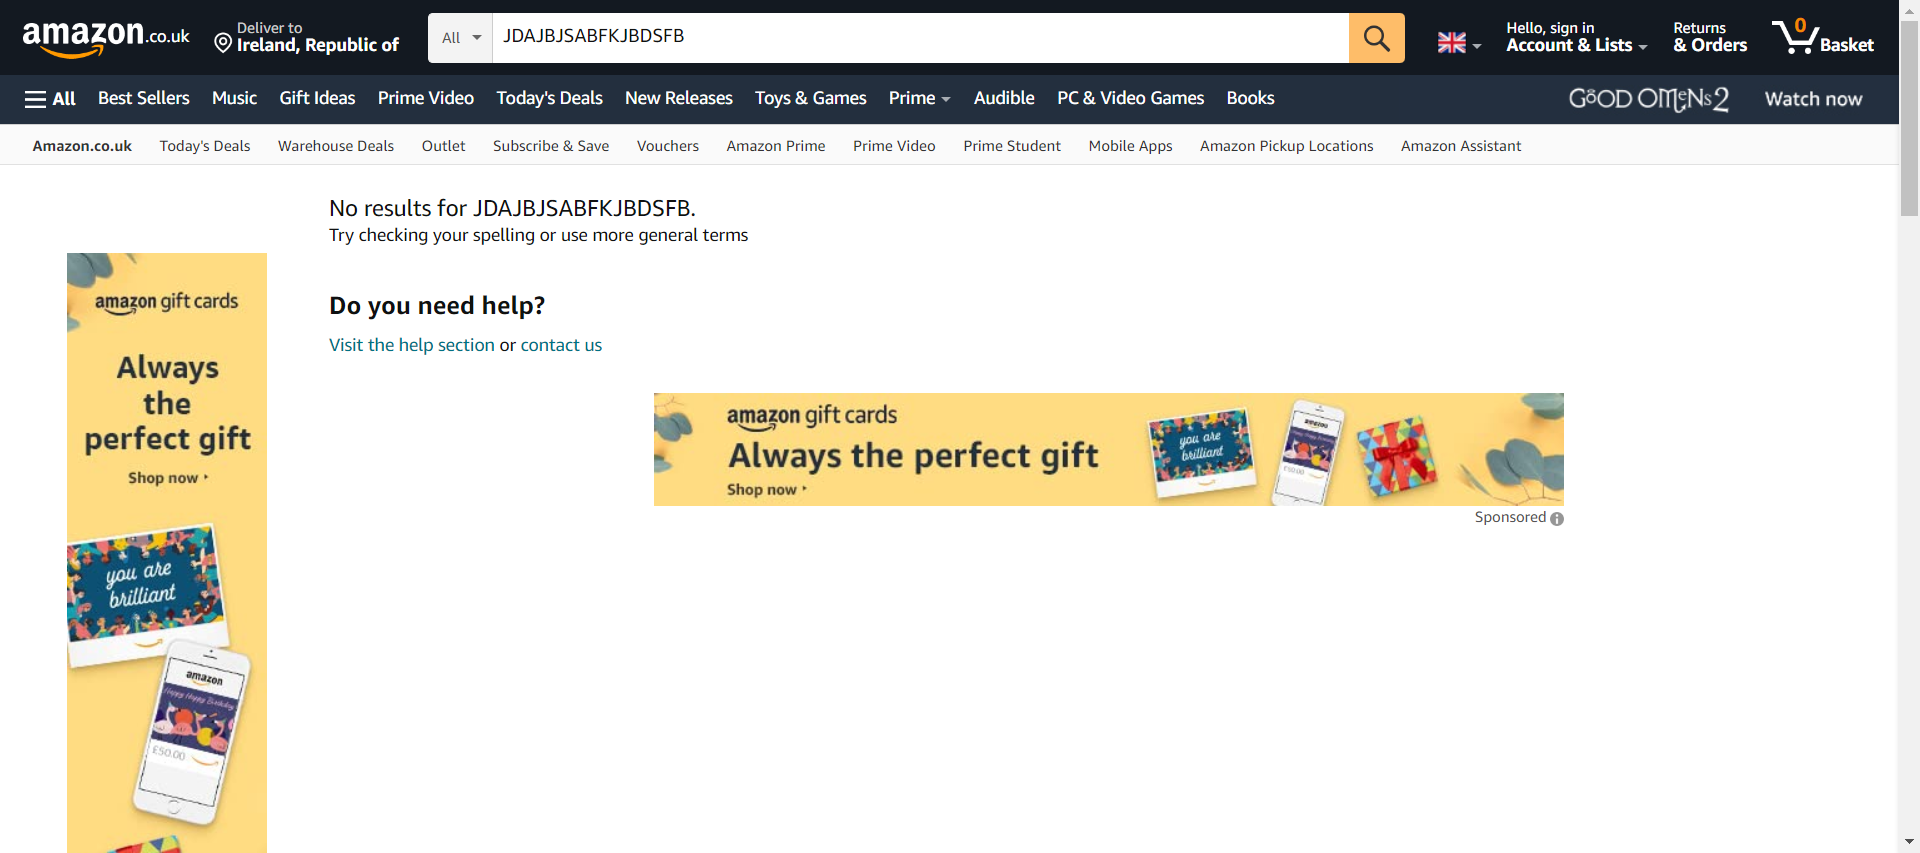 amazon.co.uk
Deliver to
Ireland, Republic of
All
JDAJBJSABFKJBDSFB
Hello, sign in
Account & Lists
Returns
& Orders
0
Basket
All Best Sellers Music Gift Ideas Prime Video Today's Deals New Releases Toys & Games Prime Audible PC & Video Games Books
GOOD OMENS 2 Watch now
Amazon.co.uk Today's Deals Warehouse Deals Outlet Subscribe & Save Vouchers Amazon Prime Prime Video Prime Student Mobile Apps Amazon Pickup Locations Amazon Assistant
No results for JDAJBJSABFKJBDSFB.
Try checking your spelling or use more general terms
Do you need help?
Visit the help section or contact us
amazon gift cards
Always
the
perfect gift
Shop now
you are
brilliant
amazon
Happy Happy Birthday
£50.00
amazon gift cards
Always the perfect gift
Shop now
you are
brilliant
amazon
£50.00
Sponsored